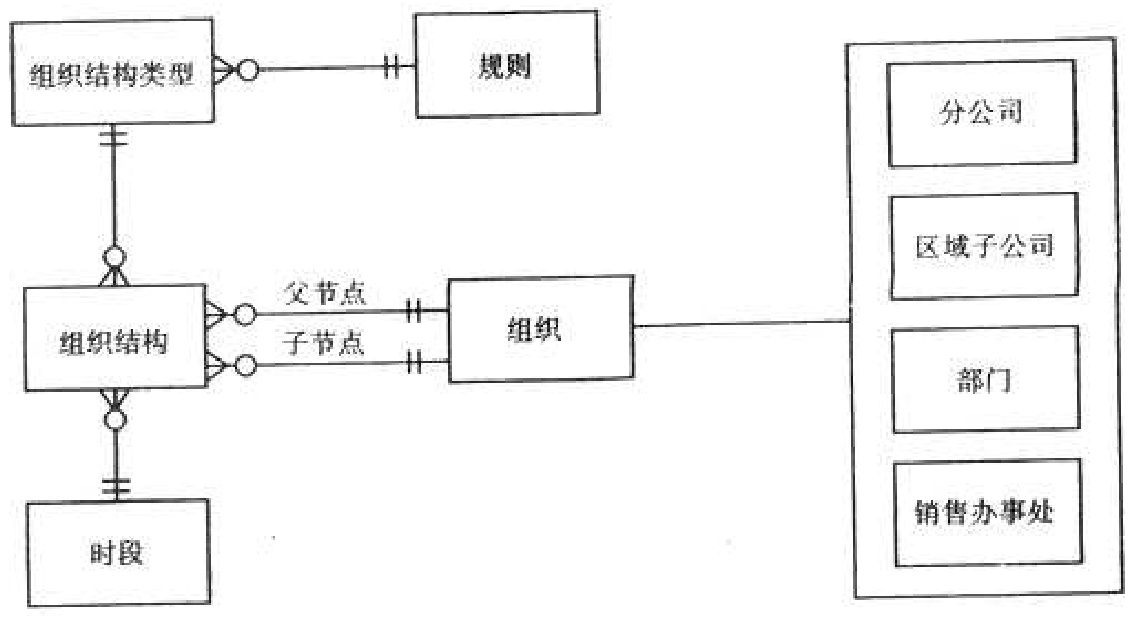 组织结构类型
规则
分公司
区域子公司
父节点
组织结构
组织
子节点
部门
销售办事处
时段